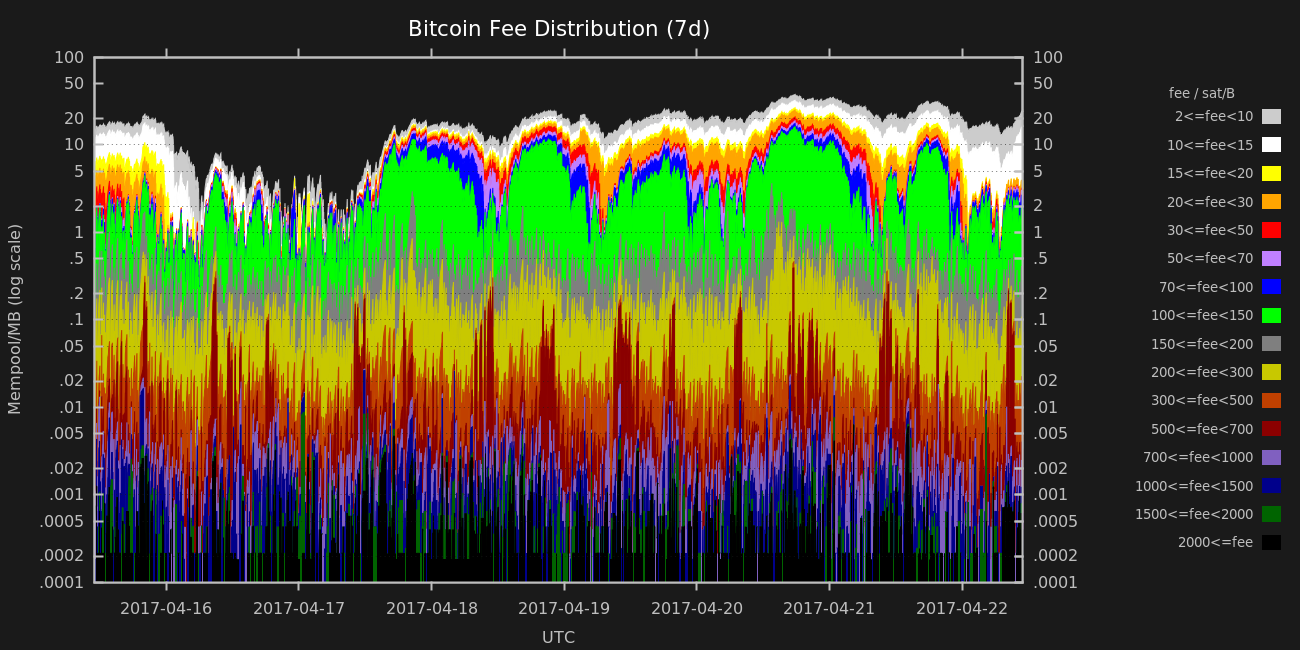 Bitcoin Fee Distribution (7d)
100
50
20
10
5
2
1
.5
.2
.1
.05
.02
.01
.005
.002
.001
.0005
.0002
.0001
Mempool/MB (log scale)
100
50
20
10
5
2
1
.5
.2
.1
.05
.02
.01
.005
.002
.001
.0005
.0002
.0001
2017-04-16 2017-04-17 2017-04-18 2017-04-19 2017-04-20 2017-04-21 2017-04-22
UTC
fee / sat/B
2<=fee<10
10<=fee<15
15<=fee<20
20<=fee<30
30<=fee<50
50<=fee<70
70<=fee<100
100<=fee<150
150<=fee<200
200<=fee<300
300<=fee<500
500<=fee<700
700<=fee<1000
1000<=fee<1500
1500<=fee<2000
2000<=fee